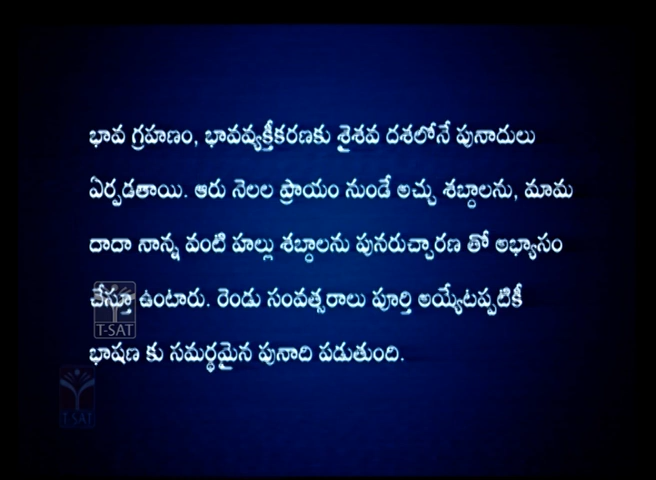 భావ గ్రహణం, భావవ్యక్తీకరణకు శైశవ దశలోనే పునాదులు
ఏర్పడతాయి. ఆరు నెలల ప్రాయం నుండే అచ్చు శబ్దాలను, మామ
దాదా నాన్న వంటి హల్లు శబ్దాలను పునరుచ్చారణ తో అభ్యాసం
చేస్తూ ఉంటారు. రెండు సంవత్సరాలు పూర్తి అయ్యేటప్పటికీ
T-SAT
భాషణ కు సమర్థమైన పునాది పడుతుంది.
T-SAT